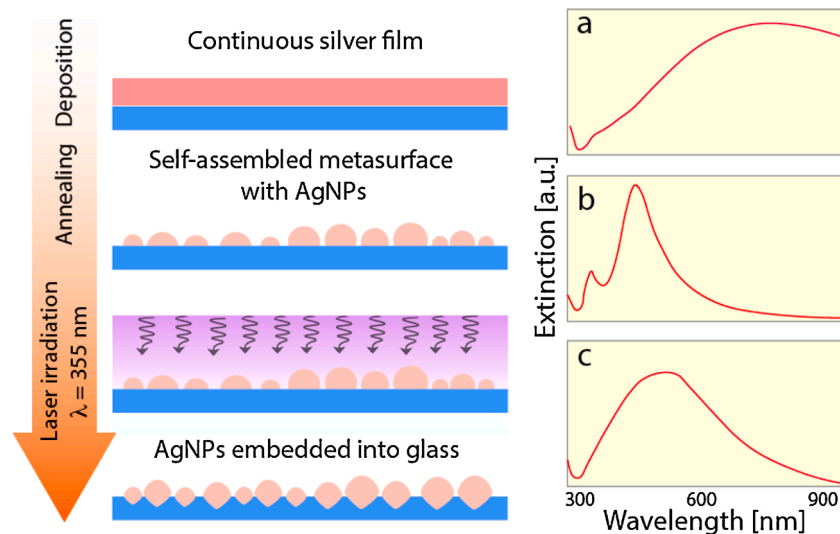 Deposition
Annealing
Laser irradiation
λ = 355 nm
Continuous silver film
Self-assembled metasurface
with AgNPs
AgNPs embedded into glass
Extinction [a.u.]
a
b
c
300 600 900
Wavelength [nm]